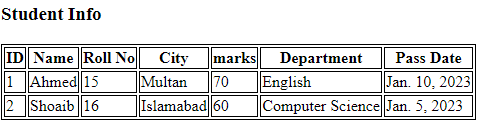 Student Info
ID Name Roll No City marks Department Pass Date
1 Ahmed 15 Multan 70 English Jan. 10, 2023
2 Shoaib 16 Islamabad 60 Computer Science Jan. 5, 2023